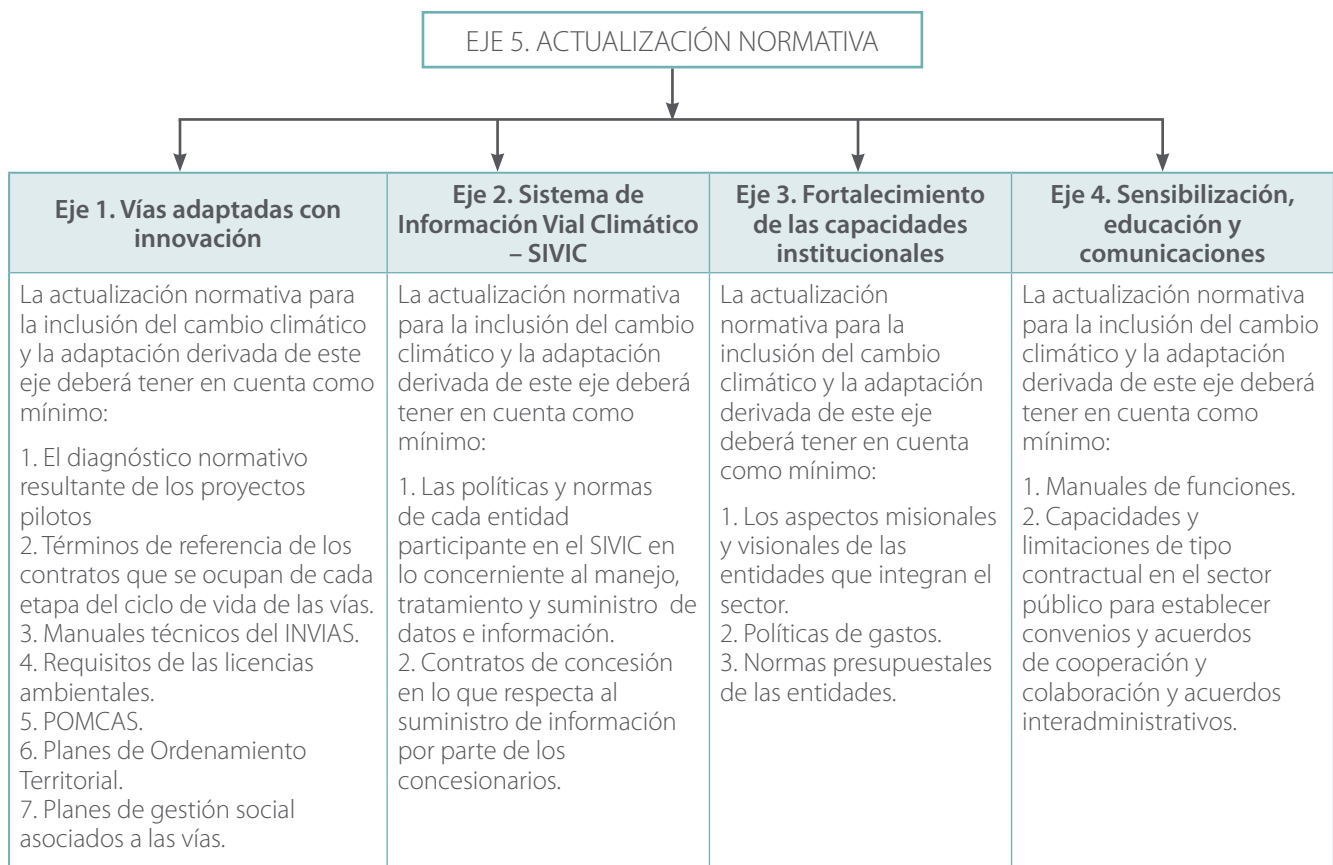 EJE 5. ACTUALIZACIÓN NORMATIVA
Eje 1. Vías adaptadas con
innovación
La actualización normativa para
la inclusión del cambio climático
y la adaptación derivada de este
eje deberá tener en cuenta como
mínimo:
1. El diagnóstico normativo
resultante de los proyectos
pilotos
2. Términos de referencia de los
contratos que se ocupan de cada
etapa del ciclo de vida de las vías.
3. Manuales técnicos del INVIAS.
4. Requisitos de las licencias
ambientales.
5. POMCAS.
6. Planes de Ordenamiento
Territorial.
7. Planes de gestión social
asociados a las vías.
Eje 2. Sistema de
Información Vial Climático
– SIVIC
La actualización normativa
para la inclusión del cambio
climático y la adaptación
derivada de este eje deberá
tener en cuenta como
mínimo:
1. Las políticas y normas
de cada entidad
participante en el SIVIC en
lo concerniente al manejo,
tratamiento y suministro de
datos e información.
2. Contratos de concesión
en lo que respecta al
suministro de información
por parte de los
concesionarios.
Eje 3. Fortalecimiento
de las capacidades
institucionales
La actualización
normativa para la
inclusión del cambio
climático y la adaptación
derivada de este eje
deberá tener en cuenta
como mínimo:
1. Los aspectos misionales
y visionales de las
entidades que integran el
sector.
2. Políticas de gastos.
3. Normas presupuestales
de las entidades.
Eje 4. Sensibilización,
educación y
comunicaciones
La actualización normativa
para la inclusión del cambio
climático y la adaptación
derivada de este eje deberá
tener en cuenta como
mínimo:
1. Manuales de funciones.
2. Capacidades y
limitaciones de tipo
contractual en el sector
público para establecer
convenios y acuerdos
de cooperación y
colaboración y acuerdos
interadministrativos.